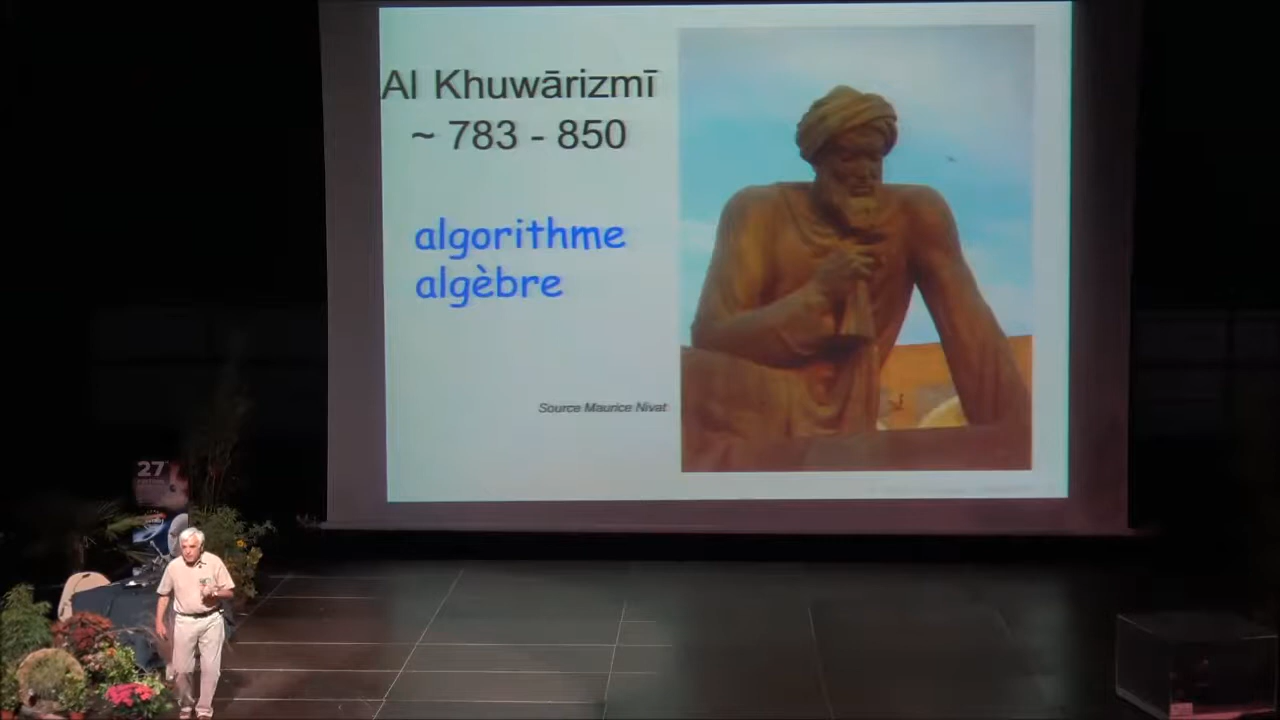 Al Khuwārizmī
~ 783 - 850
algorithme
algèbre
Source Maurice Nivat
27